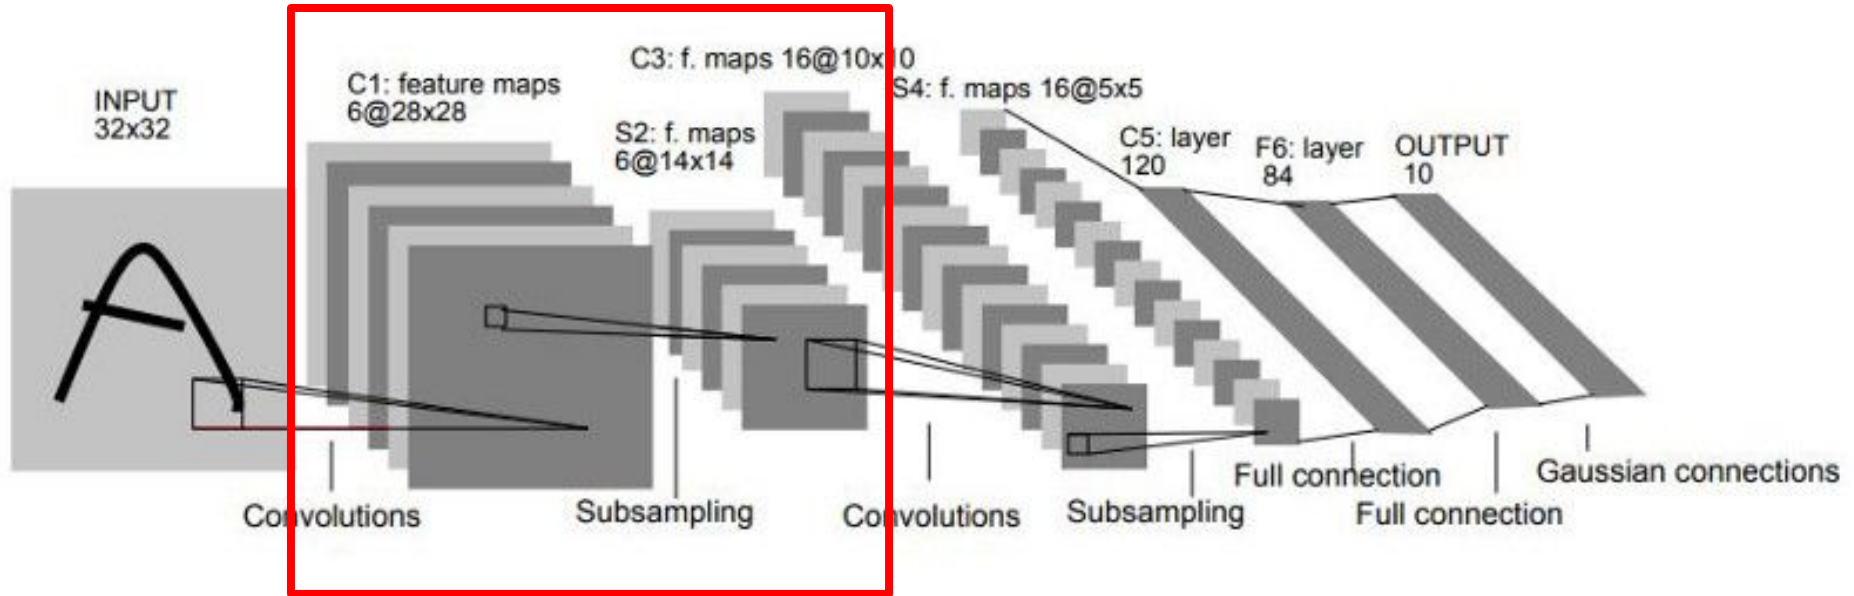 INPUT
32x32
C1: feature maps
6@28x28
S2: f. maps
6@14x14
C3: f. maps 16@10x10
S4: f. maps 16@5x5
C5: layer
120
F6: layer
84
OUTPUT
10
Convolutions
Subsampling
Convolutions
Subsampling
Full connection
Full connection
Gaussian connections